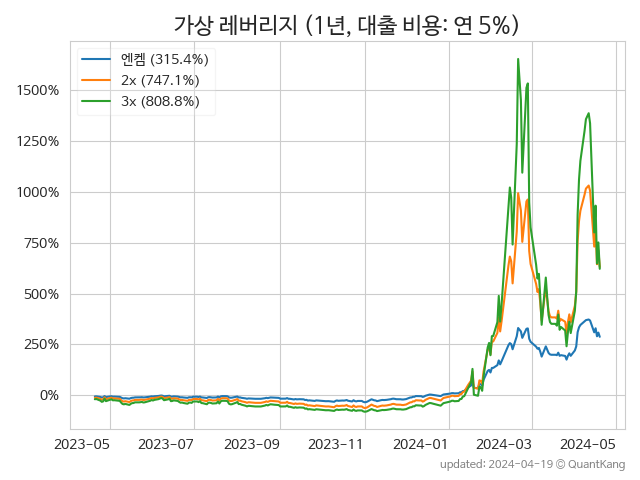 가상 레버리지 (1년, 대출 비용: 연 5%)
엔켐 (315.4%)
2x (747.1%)
3x (808.8%)
1500%
1250%
1000%
750%
500%
250%
0%
2023-05 2023-07 2023-09 2023-11 2024-01 2024-03 2024-05
updated: 2024-04-19 © QuantKang